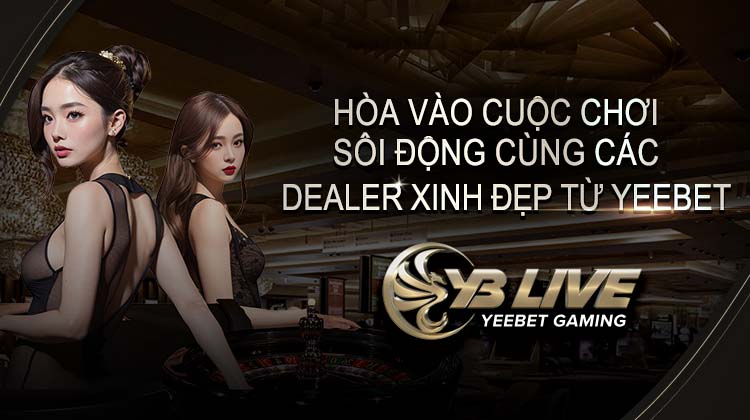 HÒA VÀO CUỘC CHƠI
SÔI ĐỘNG CÙNG CÁC
DEALER XINH ĐẸP TỪ YEEBET
YB LIVE
YEEBET GAMING